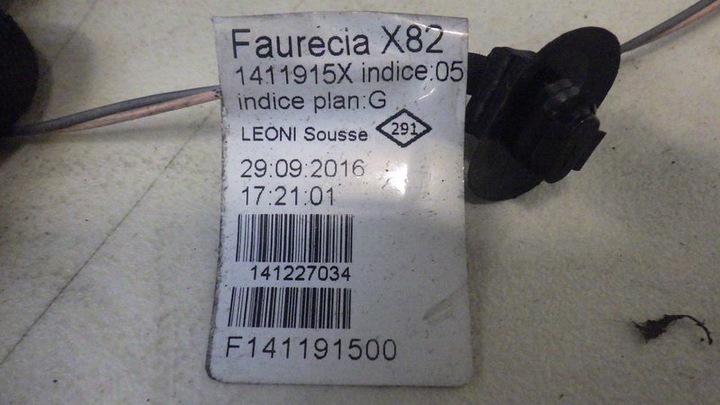 Faurecia X82
1411915X indice:05
indice plan:G
LEONI Sousse 291
29:09:2016
17:21:01
141227034
F141191500